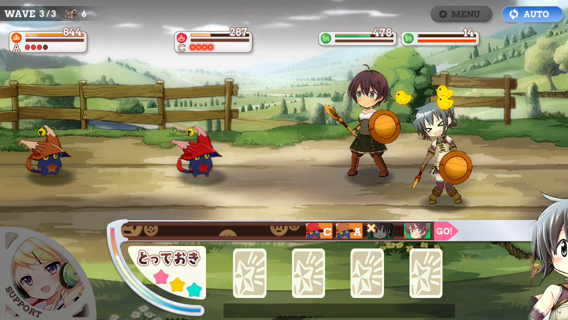 WAVE 3/3 6
MENU
AUTO
844
A
287
C
478
14
C A GO!
とっておき
SUPPORT